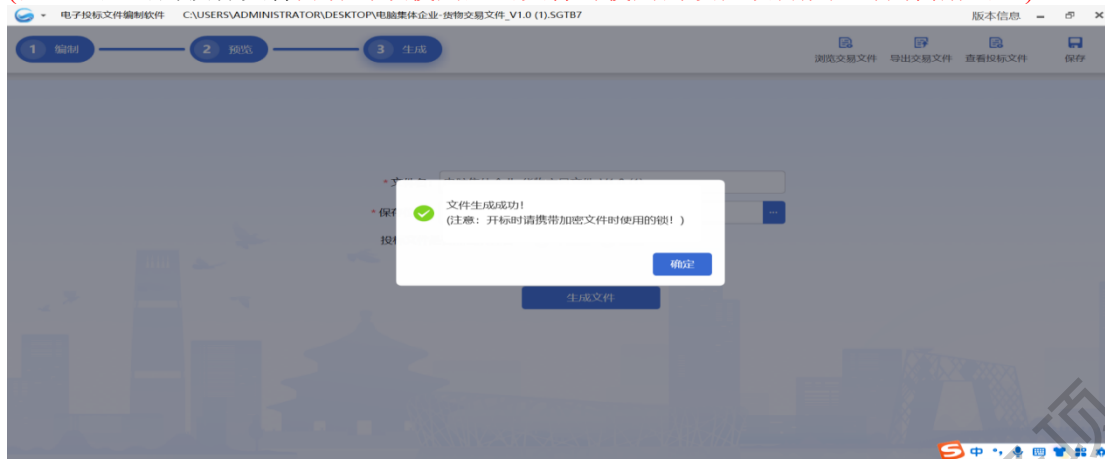 电子投标文件编制软件 C:\USERS\ADMINISTRATOR\DESKTOP\电脑集体企业-货物交易文件_V1.0 (1).SGTB7 版本信息
1 编制 2 预览 3 生成
浏览交易文件 导出交易文件 查看投标文件 保存
文件生成成功!
(注意: 开标时请携带加密文件时使用的锁! )
确定
生成文件
中